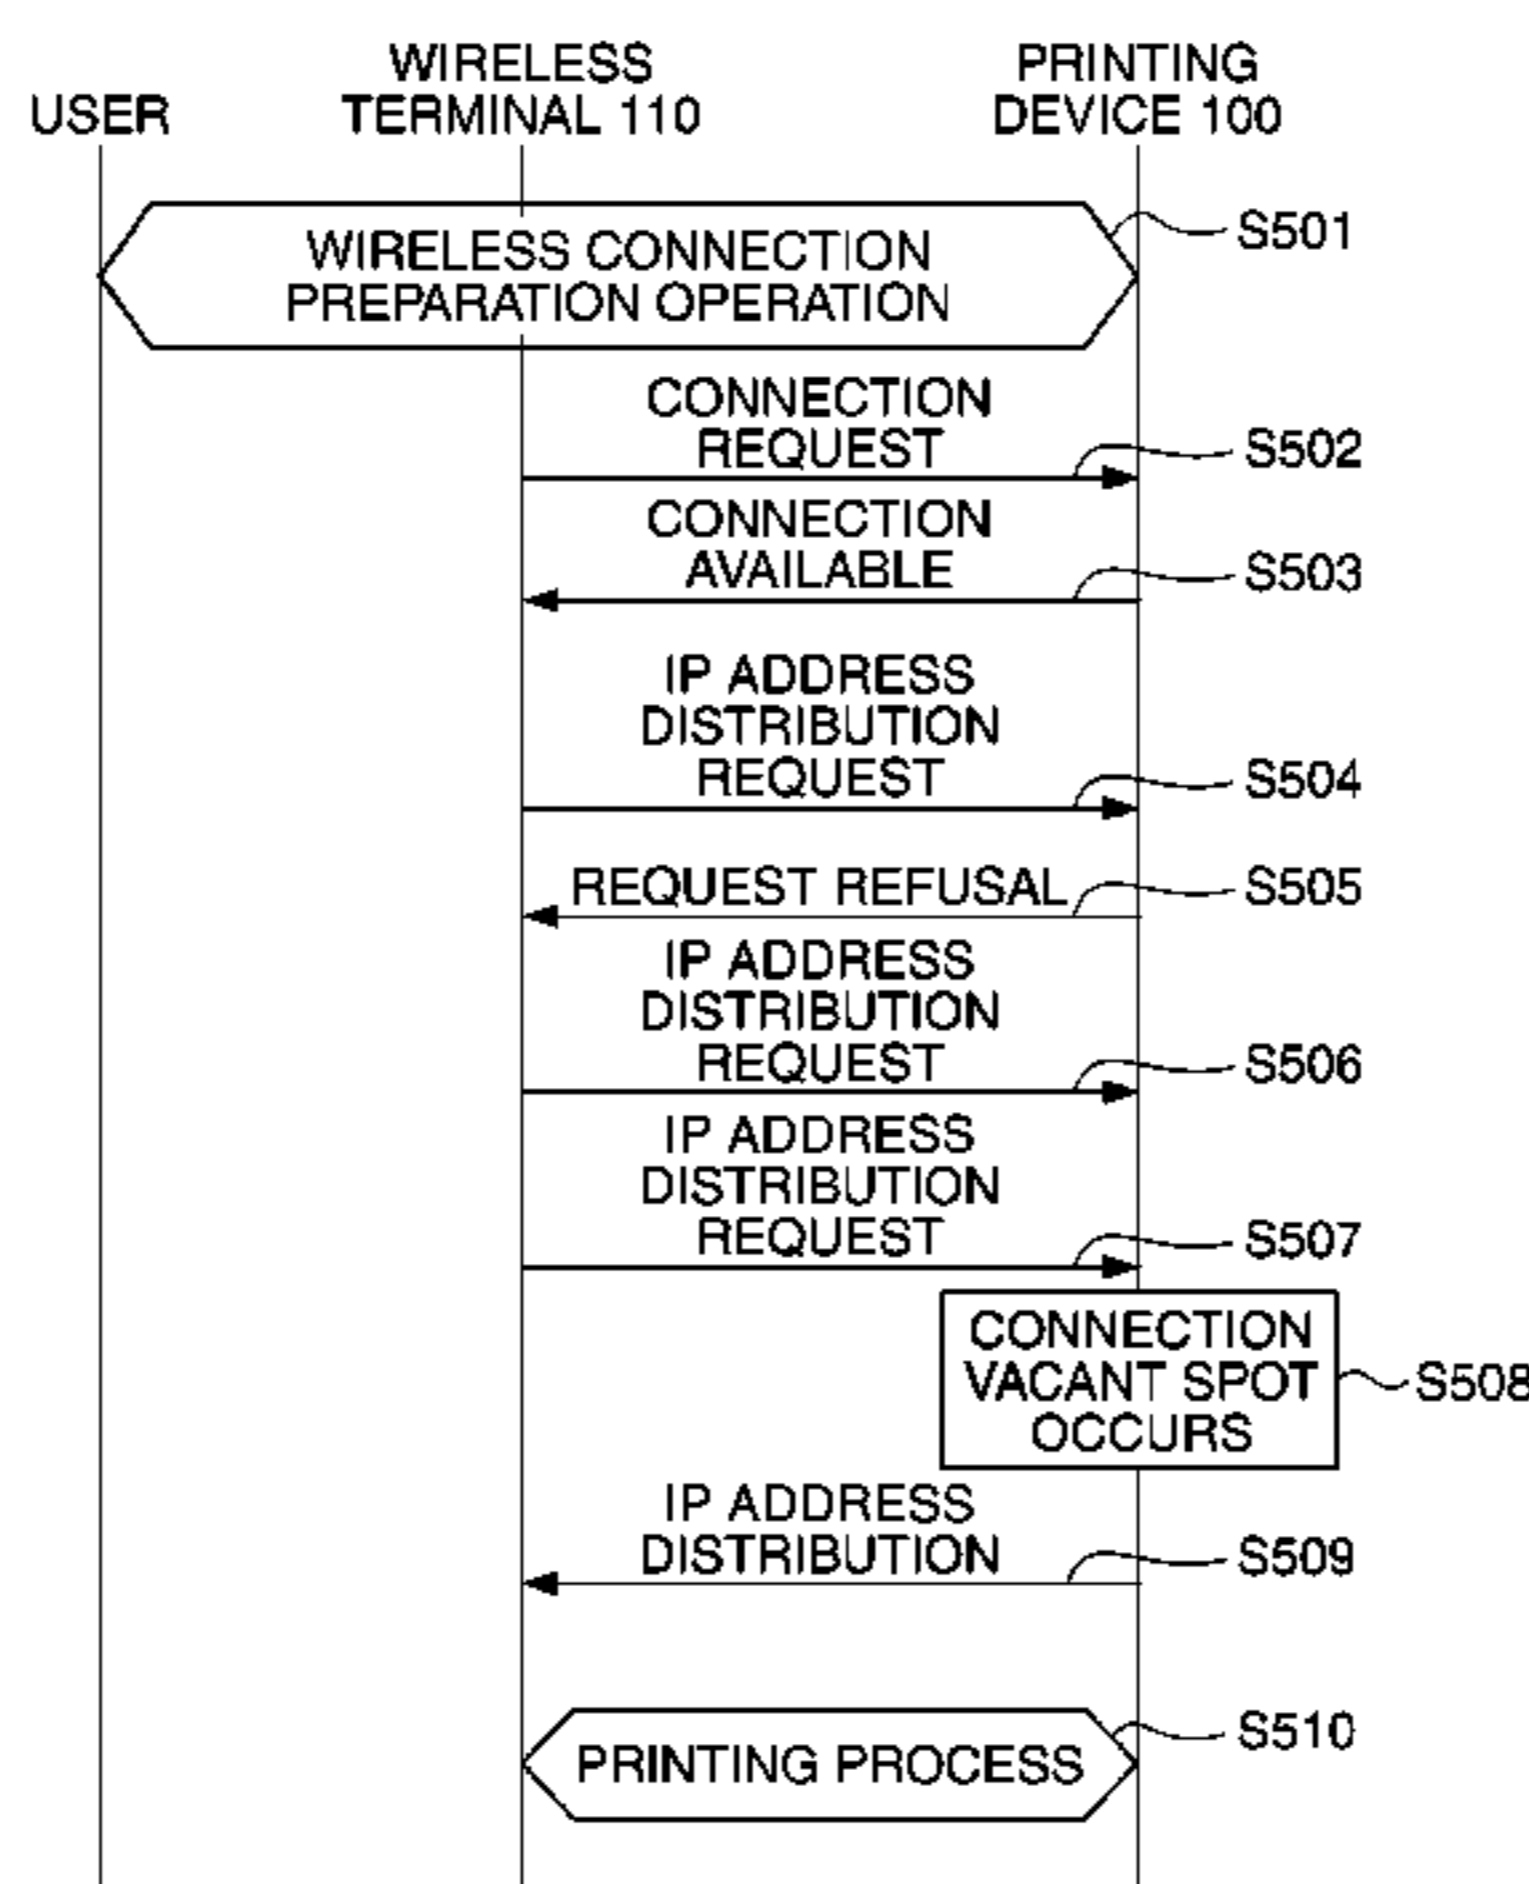 USER
WIRELESS
TERMINAL 110
PRINTING
DEVICE 100
WIRELESS CONNECTION
PREPARATION OPERATION
S501
CONNECTION
REQUEST
S502
CONNECTION
AVAILABLE
S503
IP ADDRESS
DISTRIBUTION
REQUEST
S504
REQUEST REFUSAL
S505
IP ADDRESS
DISTRIBUTION
REQUEST
S506
IP ADDRESS
DISTRIBUTION
REQUEST
S507
CONNECTION
VACANT SPOT
OCCURS
S508
IP ADDRESS
DISTRIBUTION
S509
PRINTING PROCESS
S510